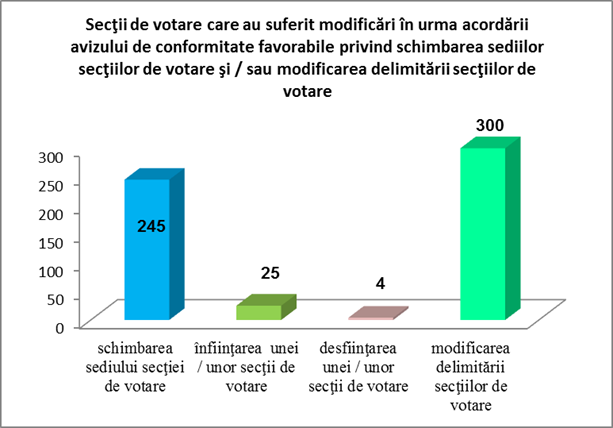 Secţii de votare care au suferit modificări în urma acordării
avizului de conformitate favorabile privind schimbarea sediilor
secţiilor de votare şi / sau modificarea delimitării secţiilor de
votare
300
300
250
245
200
150
100
25
4
50
0
schimbarea
sediului secţiei
de votare
înfiinţarea unei
/ unor secţii de
votare
desfiinţarea
unei / unor
secţii de votare
modificarea
delimitării
secţiilor de
votare